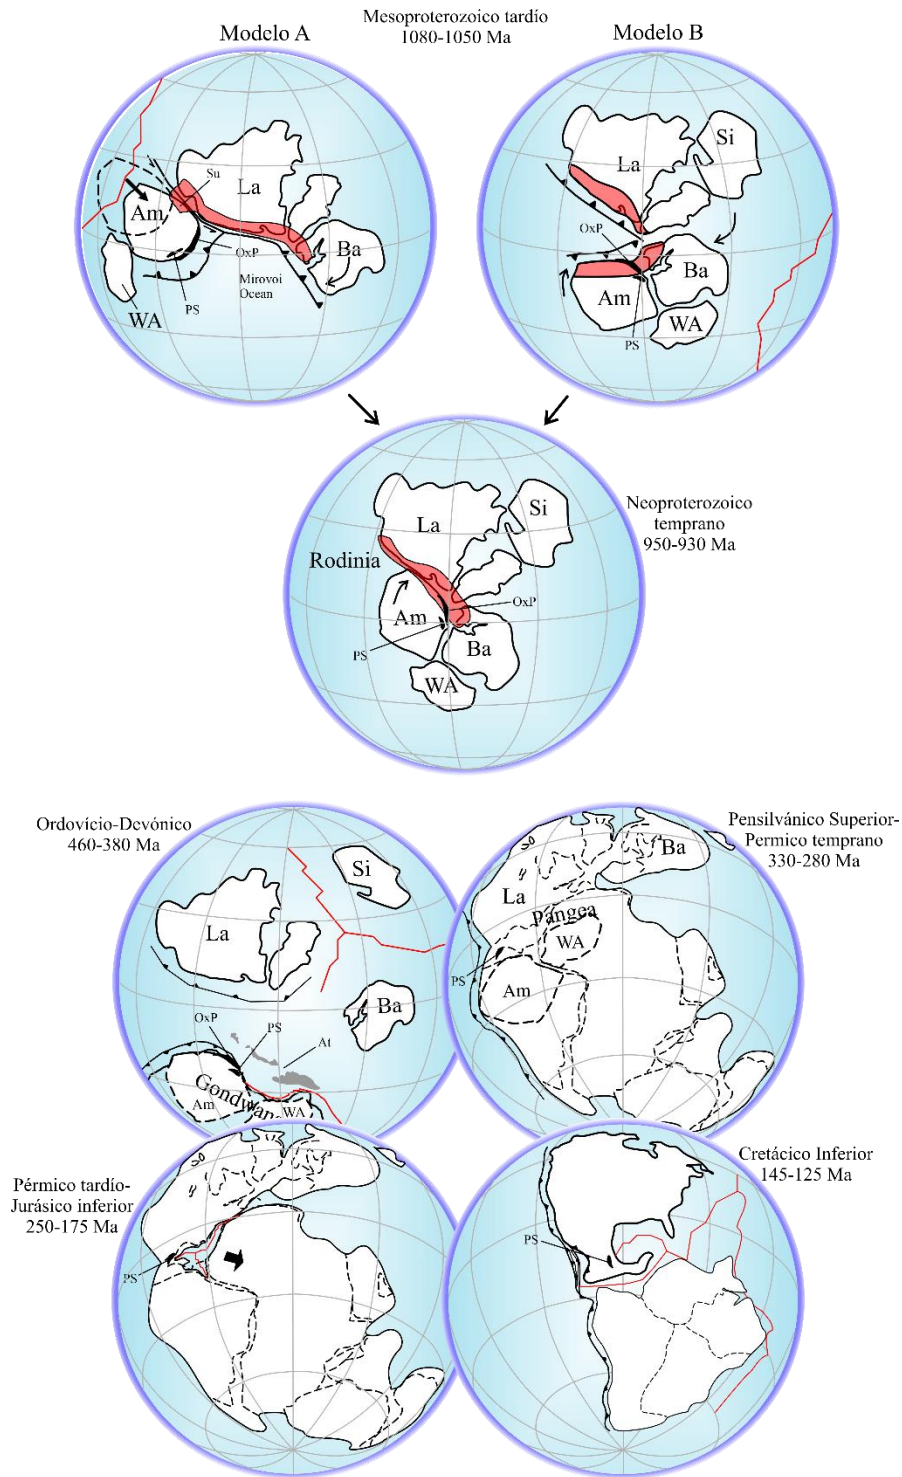 Mesoproterozoico tardío
1080-1050 Ma
Modelo A
Modelo B
Su
La
Am
OxP
Ba
Mirovoi
Ocean
PS
WA
La
Si
OxP
Ba
Am
WA
PS
Neoproterozoico
temprano
950-930 Ma
La
Si
Rodinia
OxP
Am
Ba
PS
WA
Ordovício-Devónico
460-380 Ma
Si
La
Ba
OxP
PS
At
Gondwan
Am
WA
Pensilvánico Superior-
Permico temprano
330-280 Ma
Ba
La
Pangea
WA
PS
Am
Pérmico tardío-
Jurásico inferior
250-175 Ma
PS
Cretácico Inferior
145-125 Ma
PS